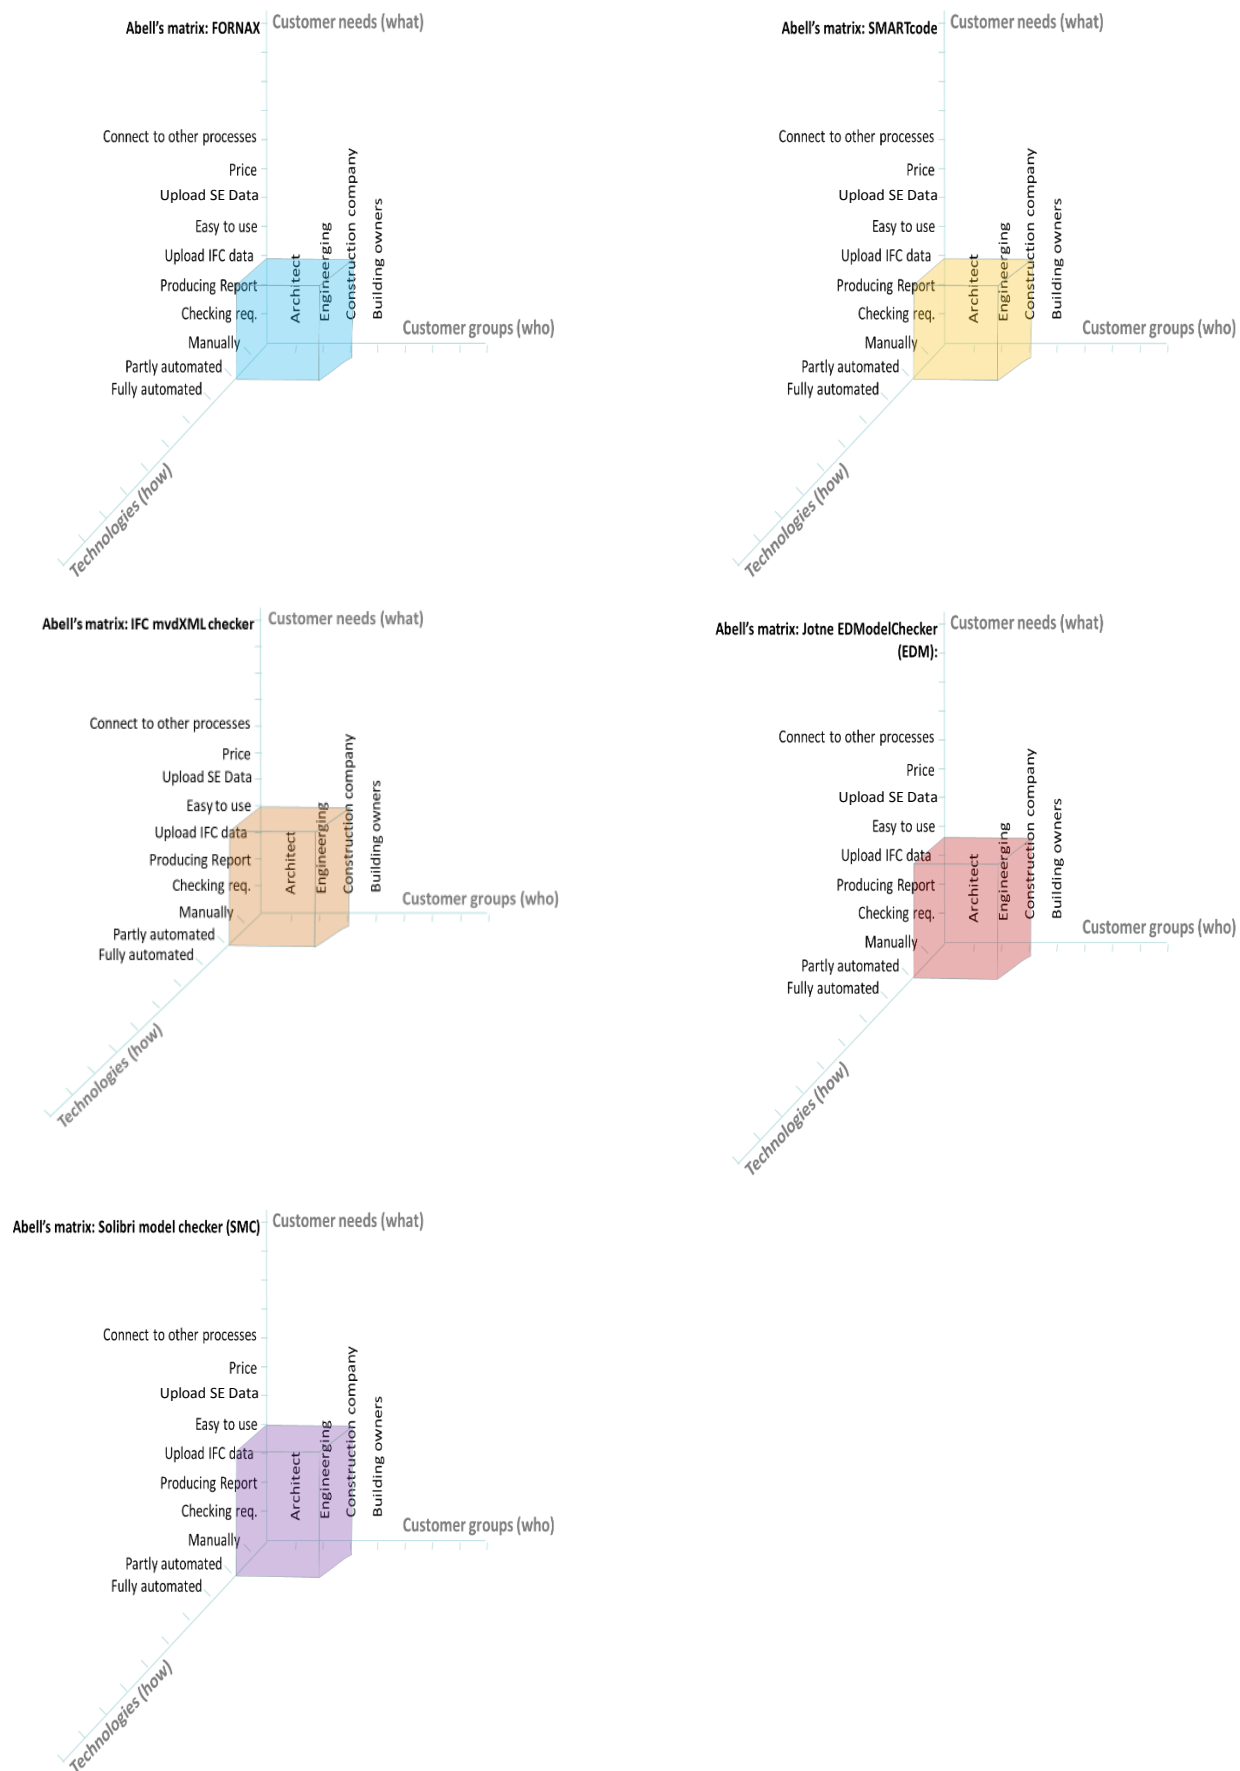 Abell's matrix: FORNAX
Customer needs (what)
Connect to other processes
Price
Upload SE Data
Easy to use
Upload IFC data
Producing Report
Checking req.
Manually
Partly automated
Fully automated
Architect
Engineerging
Construction company
Building owners
Customer groups (who)
Technologies (how)
Abell's matrix: SMARTcode
Customer needs (what)
Connect to other processes
Price
Upload SE Data
Easy to use
Upload IFC data
Producing Report
Checking req.
Manually
Partly automated
Fully automated
Architect
Engineerging
Construction company
Building owners
Customer groups (who)
Technologies (how)
Abell's matrix: IFC mvdXML checker
Customer needs (what)
Connect to other processes
Price
Upload SE Data
Easy to use
Upload IFC data
Producing Report
Checking req.
Manually
Partly automated
Fully automated
Architect
Engineerging
Construction company
Building owners
Customer groups (who)
Technologies (how)
Abell's matrix: Jotne EDModelChecker
(EDM):
Customer needs (what)
Connect to other processes
Price
Upload SE Data
Easy to use
Upload IFC data
Producing Report
Checking req.
Manually
Partly automated
Fully automated
Architect
Engineerging
Construction company
Building owners
Customer groups (who)
Technologies (how)
Abell's matrix: Solibri model checker (SMC)
Customer needs (what)
Connect to other processes
Price
Upload SE Data
Easy to use
Upload IFC data
Producing Report
Checking req.
Manually
Partly automated
Fully automated
Architect
Engineerging
Construction company
Building owners
Customer groups (who)
Technologies (how)